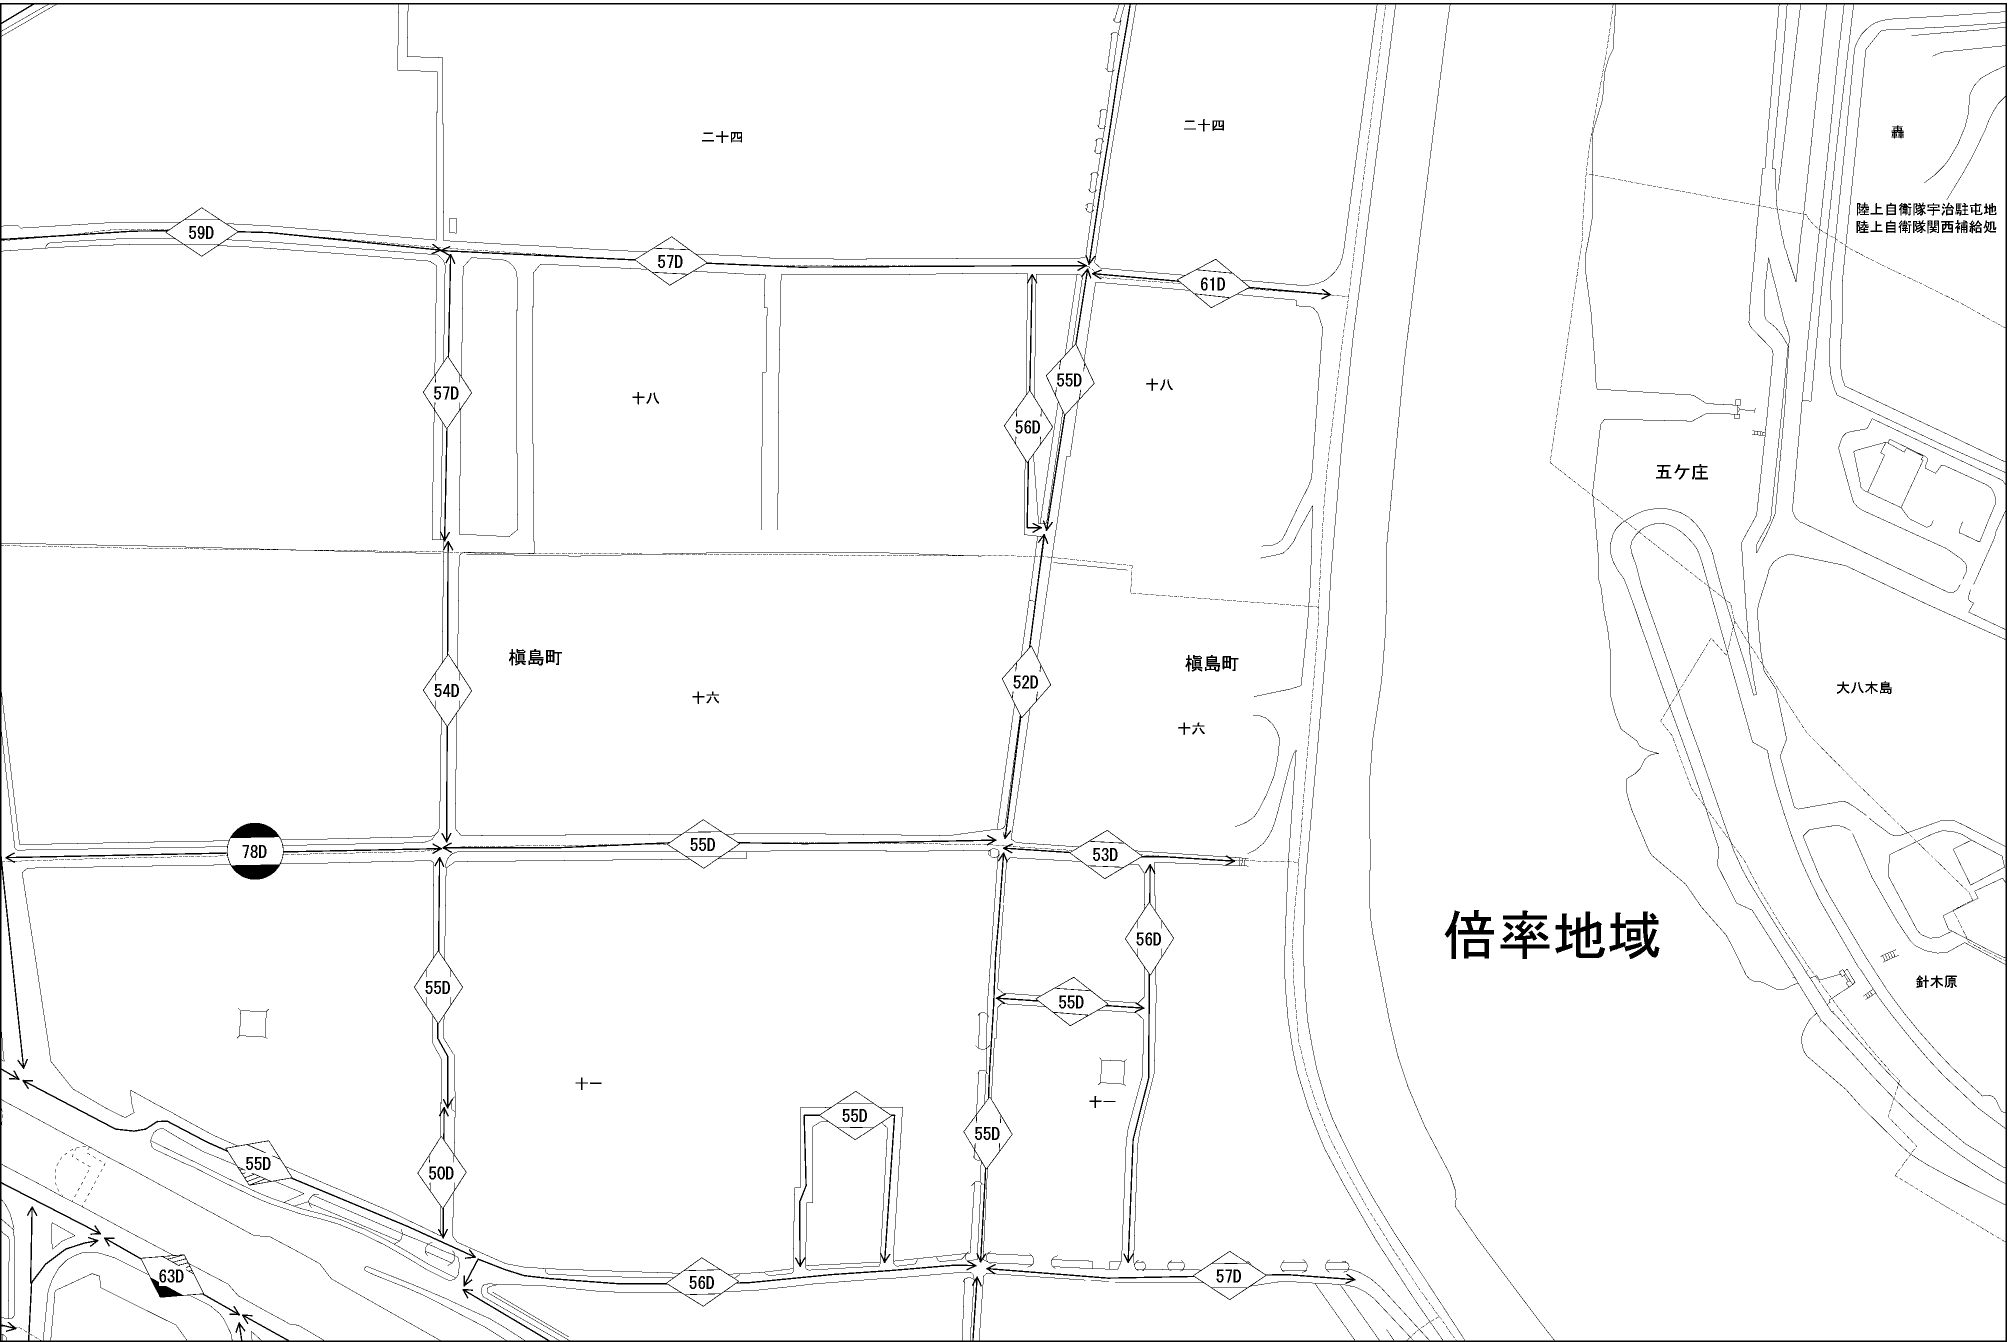 二十四
二十四
轟
陸上自衛隊宇治駐屯地
陸上自衛隊関西補給処
59D
57D
61D
57D
十八
56D
55D
十八
五ケ庄
槇島町
54D
十六
52D
槇島町
十六
大八木島
78D
55D
53D
倍率地域
55D
56D
55D
針木原
十一
十一
55D
55D
55D
50D
63D
56D
57D